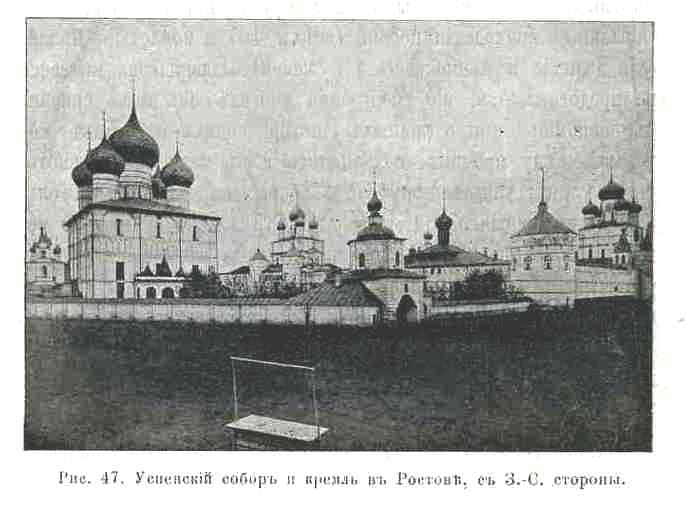 Рис. 47. Успенскій соборъ и кремль въ Ростовѣ, съ З.-С. стороны.